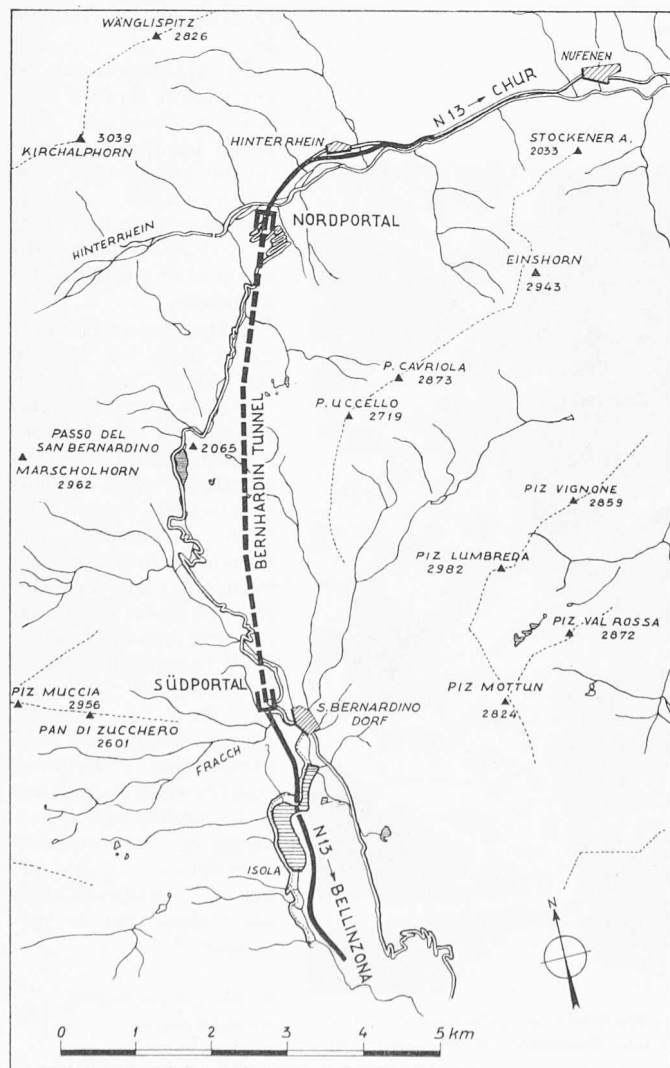 WÄNGLISPITZ
2826
NUFENEN
N 13 → CHUR
3039
KIRCHALPHORN
HINTERRHEIN
STOCKENER A.
2033
NORDPORTAL
HINTERRHEIN
EINSHORN
2943
P. CAVRIOLA
2873
P. UCCELLO
2719
PASSO DEL
SAN BERNARDINO
2065
MARSCHOLHORN
2962
BERNHARDIN TUNNEL
PIZ VIGNONE
2859
PIZ LUMBREDA
2982
PIZ VAL ROSSA
2872
SÜDPORTAL
PIZ MUCCIA
2956
PAN DI ZUCCHERO
2601
S. BERNARDINO
DORF
PIZ MOTTUN
2824
FRACCH
ISOLA
N13 → BELLINZONA
N
0 1 2 3 4 5 km